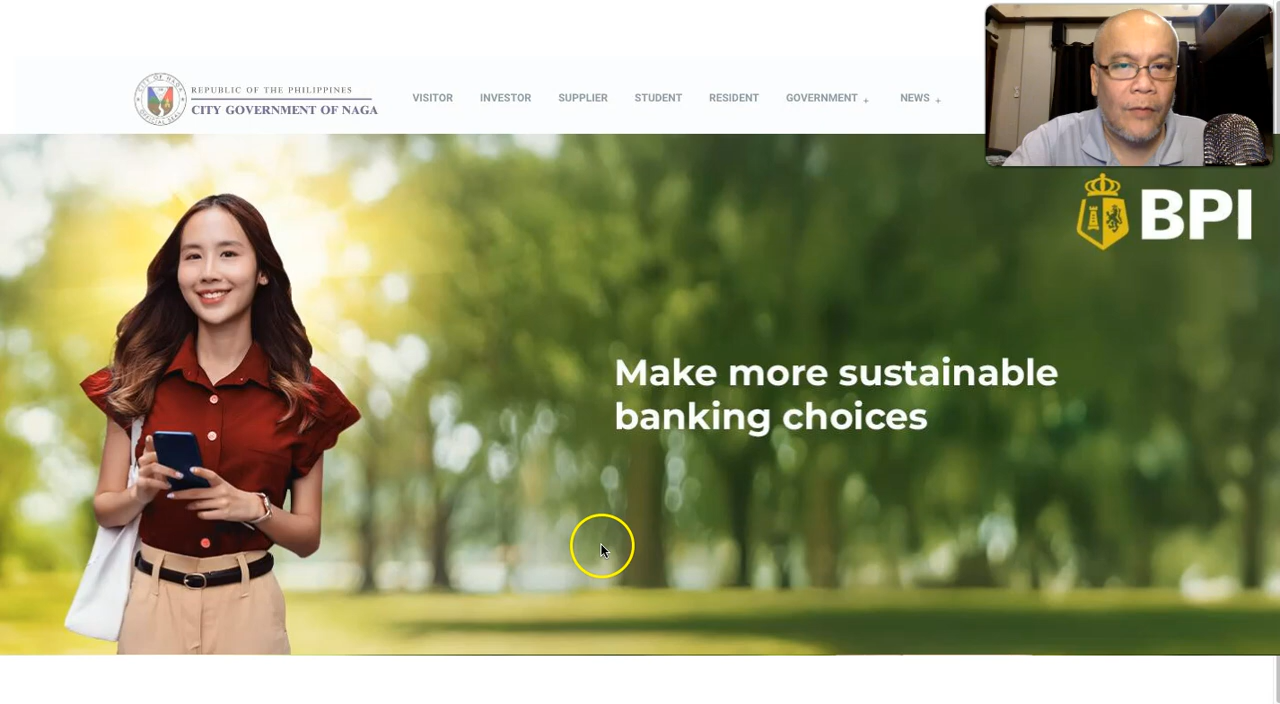 REPUBLIC OF THE PHILIPPINES
CITY GOVERNMENT OF NAGA
VISITOR INVESTOR SUPPLIER STUDENT RESIDENT GOVERNMENT + NEWS +
BPI
Make more sustainable
banking choices